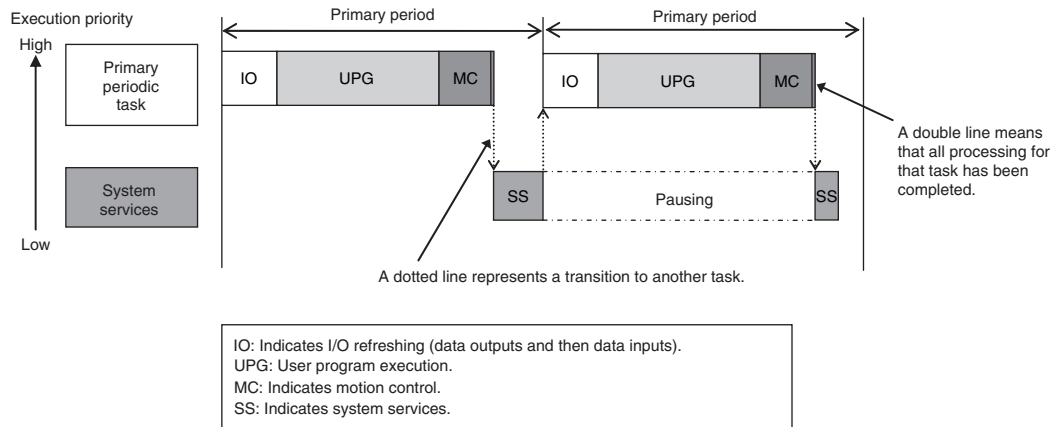 Execution priority
High
Low
Primary
periodic
task
System
services
Primary period
Primary period
IO
UPG
MC
IO
UPG
MC
SS
Pausing
SS
A double line means
that all processing for
that task has been
completed.
A dotted line represents a transition to another task.
IO: Indicates I/O refreshing (data outputs and then data inputs).
UPG: User program execution.
MC: Indicates motion control.
SS: Indicates system services.